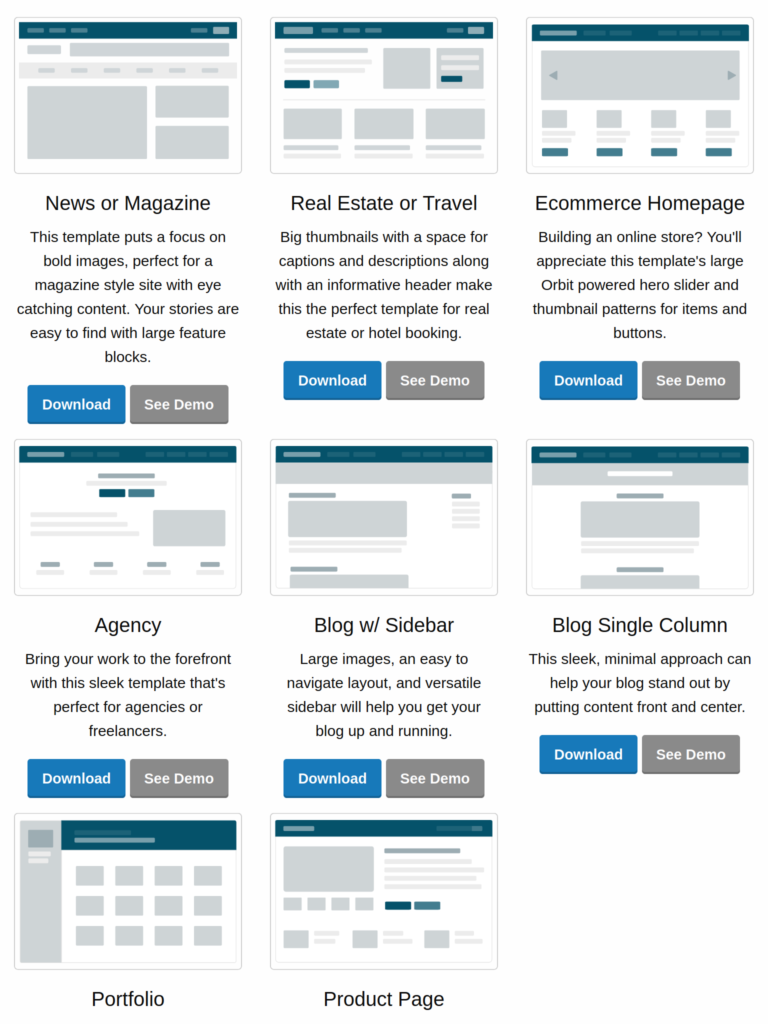 News or Magazine
This template puts a focus on
bold images, perfect for a
magazine style site with eye
catching content. Your stories are
easy to find with large feature
blocks.
Download
See Demo
Real Estate or Travel
Big thumbnails with a space for
captions and descriptions along
with an informative header make
this the perfect template for real
estate or hotel booking.
Download
See Demo
Ecommerce Homepage
Building an online store? You'll
appreciate this template's large
Orbit powered hero slider and
thumbnail patterns for items and
buttons.
Download
See Demo
Agency
Bring your work to the forefront
with this sleek template that's
perfect for agencies or
freelancers.
Download
See Demo
Blog w/ Sidebar
Large images, an easy to
navigate layout, and versatile
sidebar will help you get your
blog up and running.
Download
See Demo
Blog Single Column
This sleek, minimal approach can
help your blog stand out by
putting content front and center.
Download
See Demo
Portfolio
Product Page